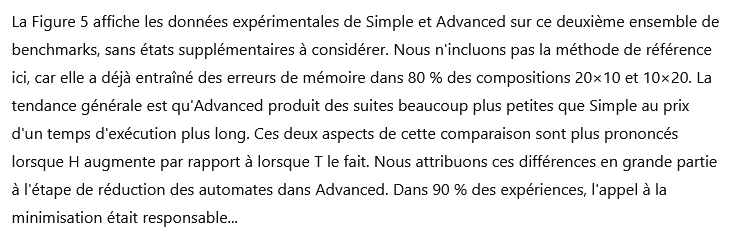 La Figure 5 affiche les données expérimentales de Simple et Advanced sur ce deuxième ensemble de
benchmarks, sans états supplémentaires à considérer. Nous n'incluons pas la méthode de référence
ici, car elle a déjà entraîné des erreurs de mémoire dans 80 % des compositions 20×10 et 10×20. La
tendance générale est qu'Advanced produit des suites beaucoup plus petites que Simple au prix
d'un temps d'exécution plus long. Ces deux aspects de cette comparaison sont plus prononcés
lorsque H augmente par rapport à lorsque T le fait. Nous attribuons ces différences en grande partie
à l'étape de réduction des automates dans Advanced. Dans 90 % des expériences, l'appel à la
minimisation était responsable...